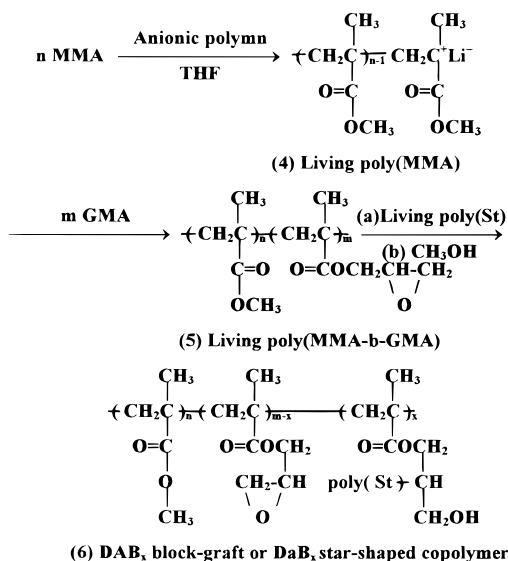 CH₃ CH₃
n MMA Anionic polymn THF ⟮CH₂C⟯ₙ₋₁ CH₂C⁺Li⁻
O=C O=C
OCH₃ OCH₃
(4) Living poly(MMA)
CH₃ CH₃
m GMA ⟮CH₂C⟯ₙ⟮CH₂C⟯ₘ (a)Living poly(St) (b) CH₃OH
C=O O=COCH₂CH-CH₂
OCH₃ O
(5) Living poly(MMA-b-GMA)
CH₃ CH₃ CH₃
⟮CH₂C⟯ₙ⟮CH₂C⟯ₘ₋ₓ ⟮CH₂C⟯ₓ
O=C O=COCH₂ O=COCH₂
O CH₂-CH poly(St) CH
CH₃ O CH₂OH
(6) DABₓ block-graft or DaBₓ star-shaped copolymer